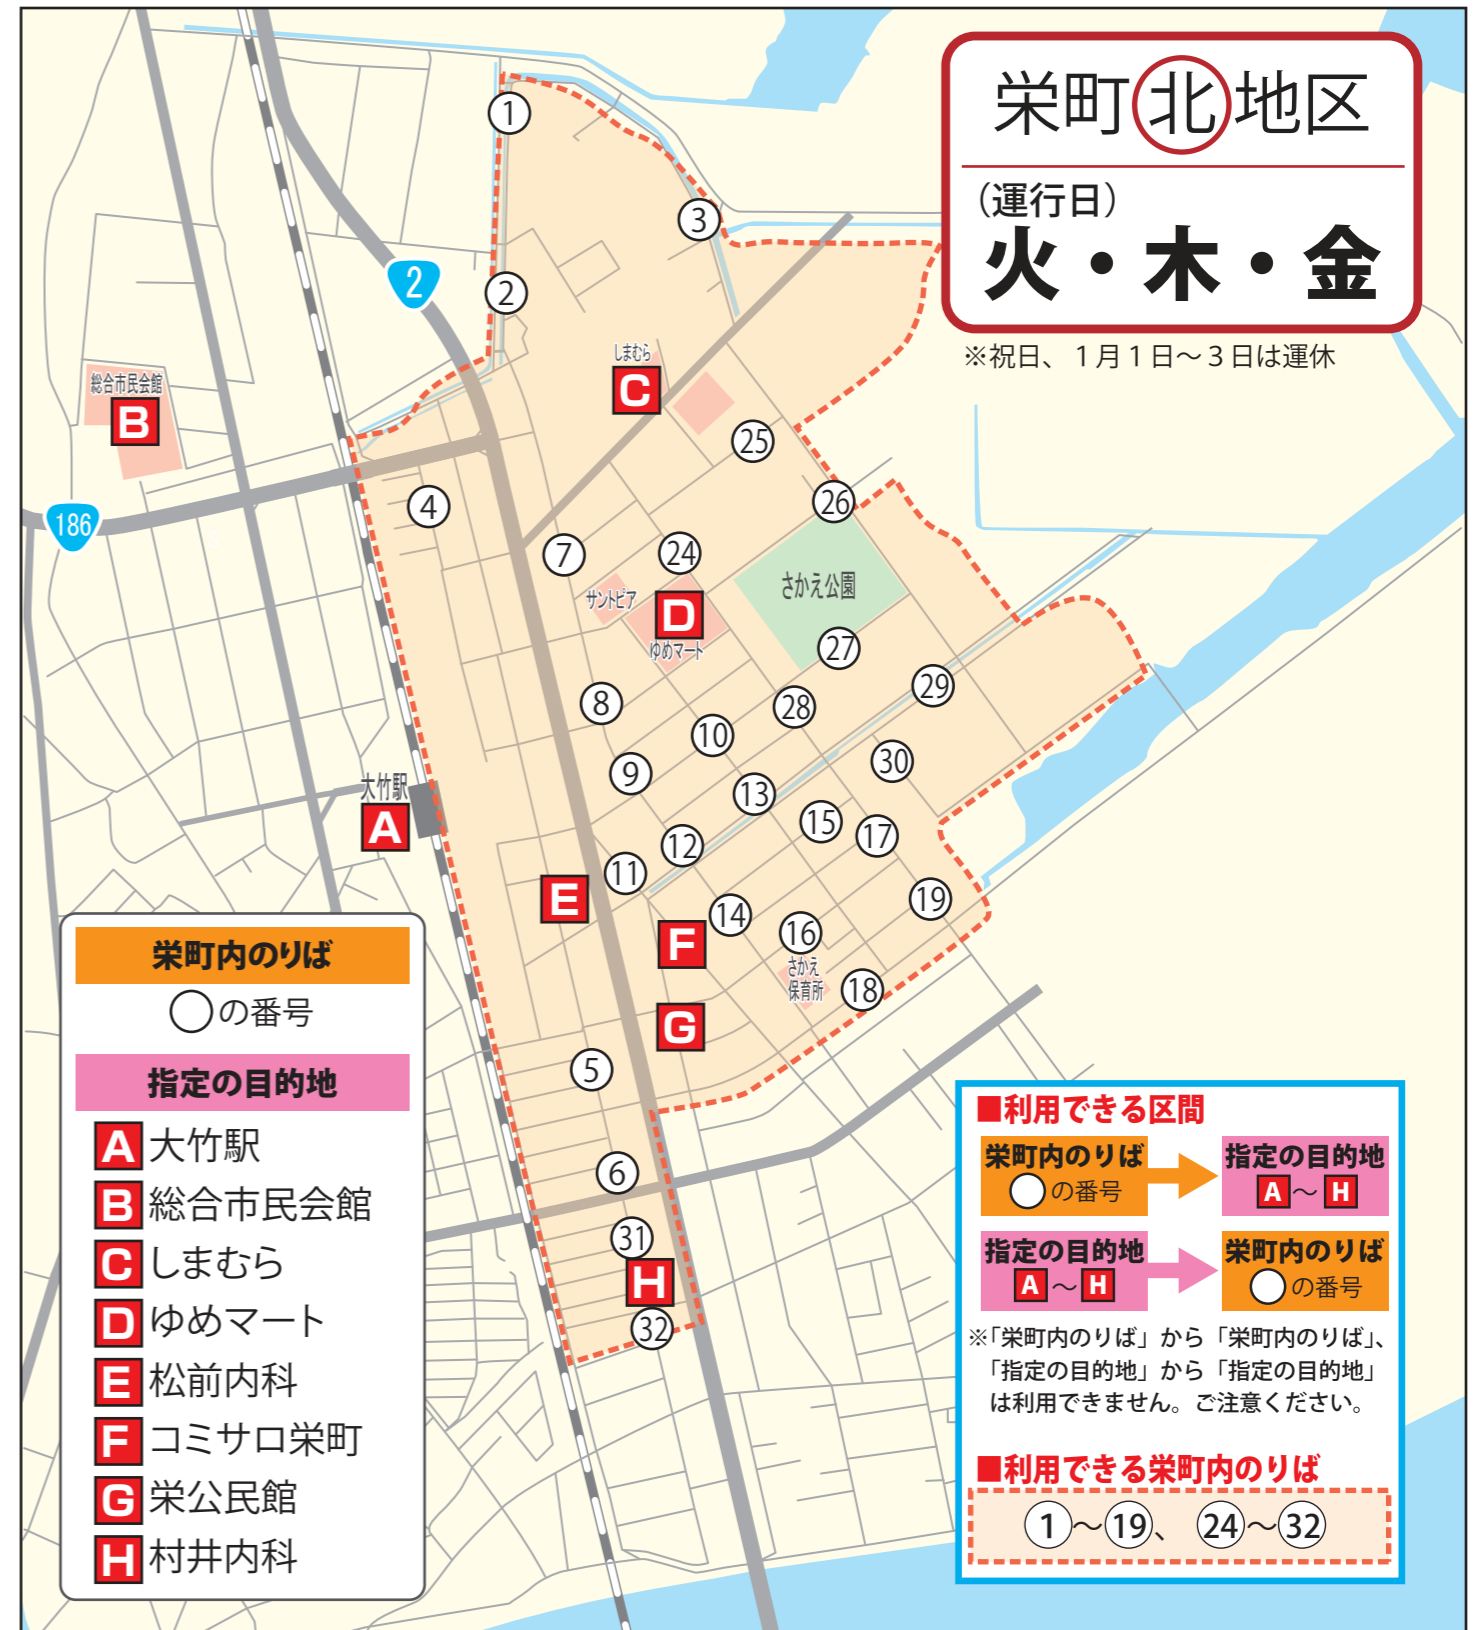 栄町北地区
（運行日）
火・木・金
※祝日、１月１日～３日は運休
1
2
3
2
しまむら
C
総合市民会館
B
25
186
4
26
7
24
さかえ公園
サントピア
D
ゆめマート
27
29
8
28
10
30
9
13
大竹駅
A
15
17
12
11
E
19
14
F
16
さかえ
保育所
18
G
5
6
31
H
32
栄町内のりば
○の番号
指定の目的地
A 大竹駅
B 総合市民会館
C しまむら
D ゆめマート
E 松前内科
F コミサロ栄町
G 栄公民館
H 村井内科
■利用できる区間
栄町内のりば 指定の目的地
○の番号 A～H
指定の目的地 栄町内のりば
A～H ○の番号
※「栄町内のりば」から「栄町内のりば」、
「指定の目的地」から「指定の目的地」
は利用できません。ご注意ください。
■利用できる栄町内のりば
①～⑲、㉔～㉜